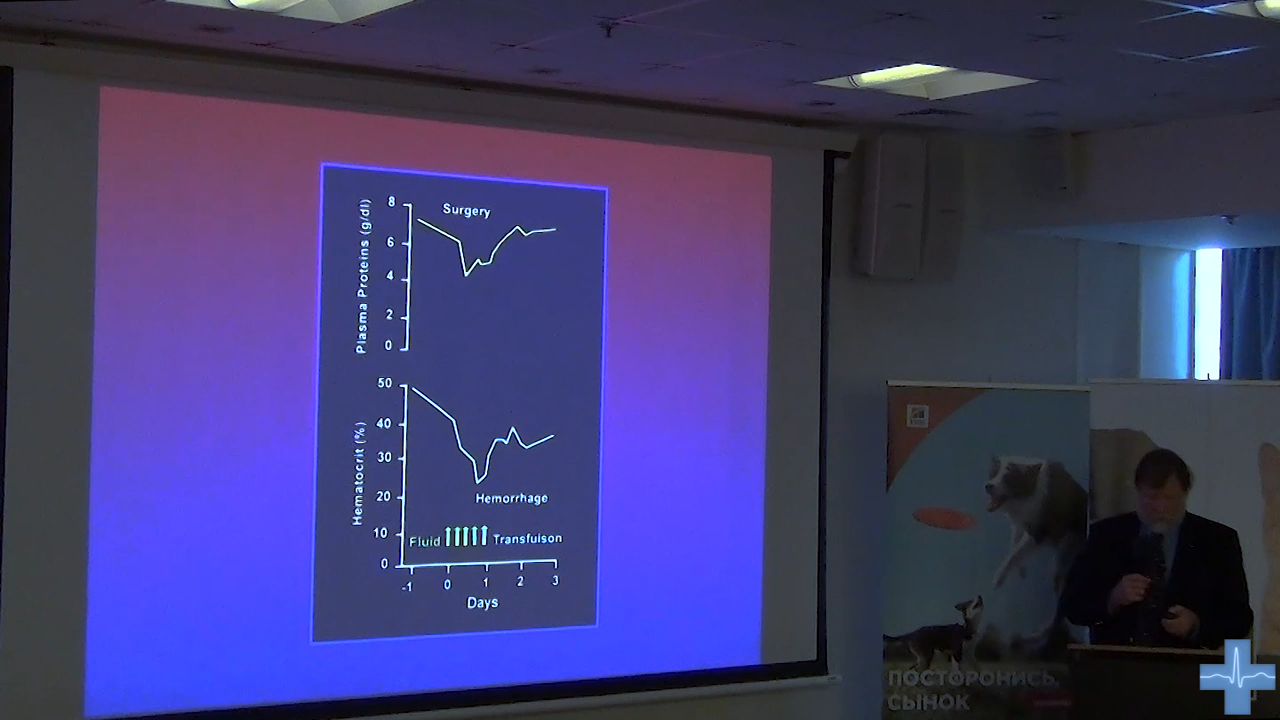 Surgery
Plasma Proteins (g/dl)
8
6
4
2
0
Hematocrit (%)
50
40
30
20
10
0
Hemorrhage
Fluid
Transfuison
-1
0
1
2
3
Days
ПОСТОРОНИСЬ,
СЫНОК